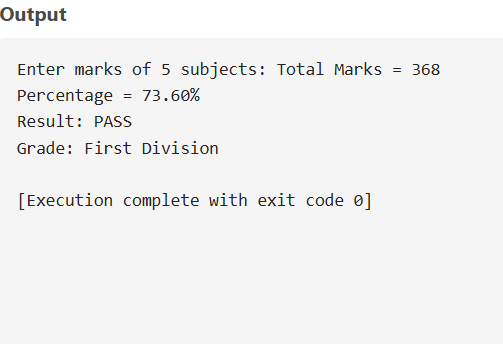 Output
Enter marks of 5 subjects: Total Marks = 368
Percentage = 73.60%
Result: PASS
Grade: First Division
[Execution complete with exit code 0]